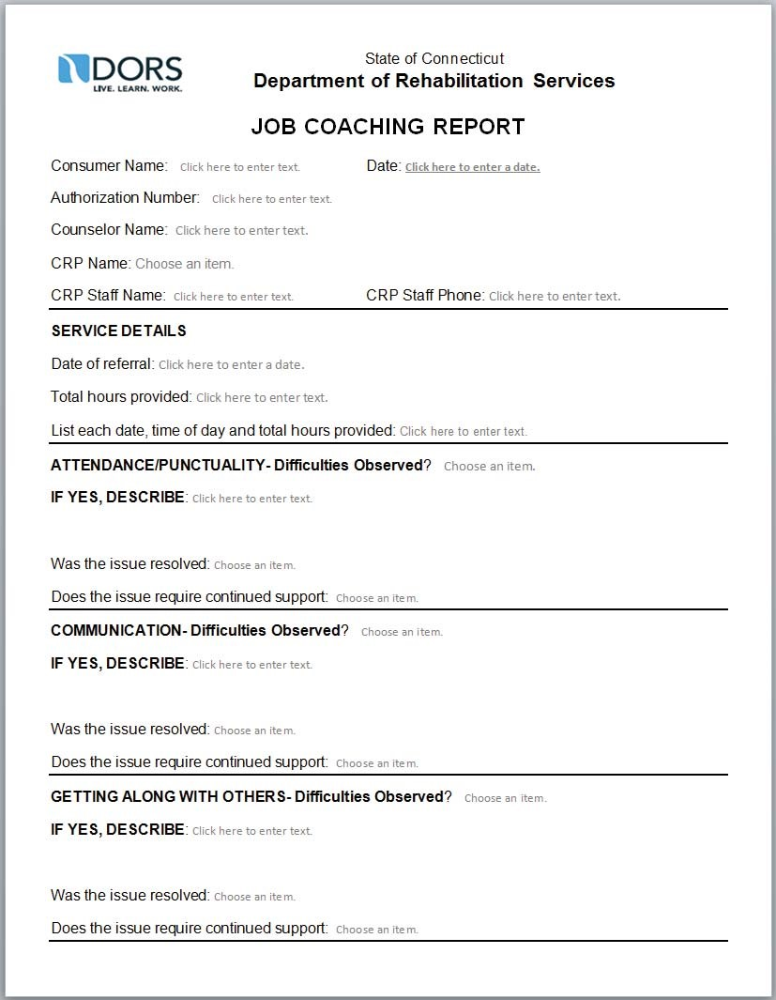 DORS
LIVE. LEARN. WORK.
State of Connecticut
Department of Rehabilitation Services
JOB COACHING REPORT
Consumer Name: Click here to enter text. Date: Click here to enter a date.
Authorization Number: Click here to enter text.
Counselor Name: Click here to enter text.
CRP Name: Choose an item.
CRP Staff Name: Click here to enter text. CRP Staff Phone: Click here to enter text.
SERVICE DETAILS
Date of referral: Click here to enter a date.
Total hours provided: Click here to enter text.
List each date, time of day and total hours provided: Click here to enter text.
ATTENDANCE/PUNCTUALITY- Difficulties Observed? Choose an item.
IF YES, DESCRIBE: Click here to enter text.
Was the issue resolved: Choose an item.
Does the issue require continued support: Choose an item.
COMMUNICATION- Difficulties Observed? Choose an item.
IF YES, DESCRIBE: Click here to enter text.
Was the issue resolved: Choose an item.
Does the issue require continued support: Choose an item.
GETTING ALONG WITH OTHERS- Difficulties Observed? Choose an item.
IF YES, DESCRIBE: Click here to enter text.
Was the issue resolved: Choose an item.
Does the issue require continued support: Choose an item.